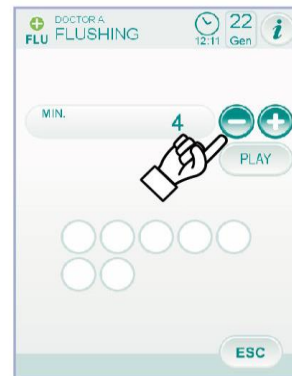 DOCTOR A
FLU FLUSHING
12:11
22
Gen
i
MIN.
4
PLAY
ESC